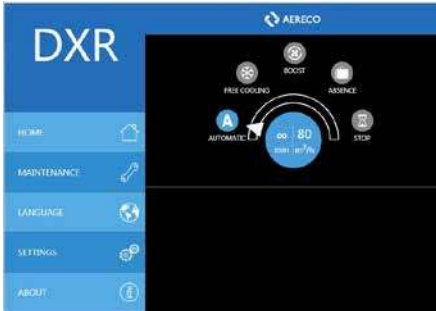 DXR
AERECO
BOOST
FREE COOLING
ABSENCE
A
AUTOMATIC
STOP
∞ 80
min m³/h
HOME
MAINTENANCE
LANGUAGE
SETTINGS
ABOUT